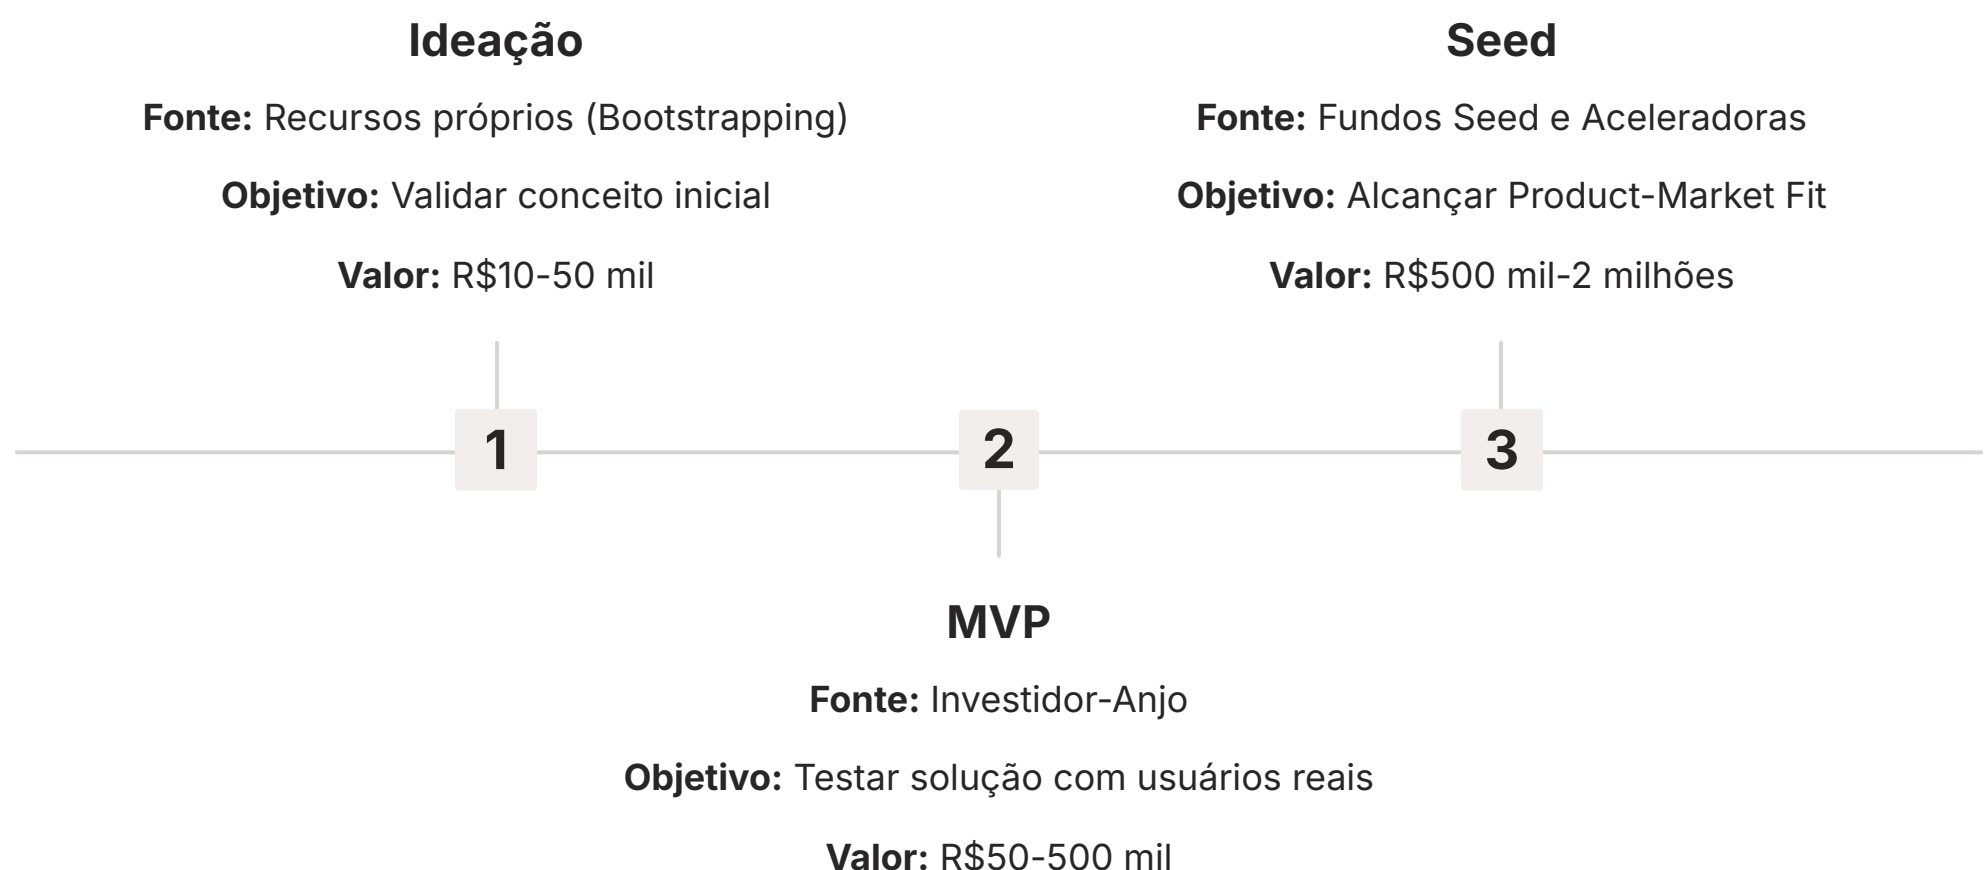 Ideação
Fonte: Recursos próprios (Bootstrapping)
Objetivo: Validar conceito inicial
Valor: R$10-50 mil
Seed
Fonte: Fundos Seed e Aceleradoras
Objetivo: Alcançar Product-Market Fit
Valor: R$500 mil-2 milhões
1
2
3
MVP
Fonte: Investidor-Anjo
Objetivo: Testar solução com usuários reais
Valor: R$50-500 mil